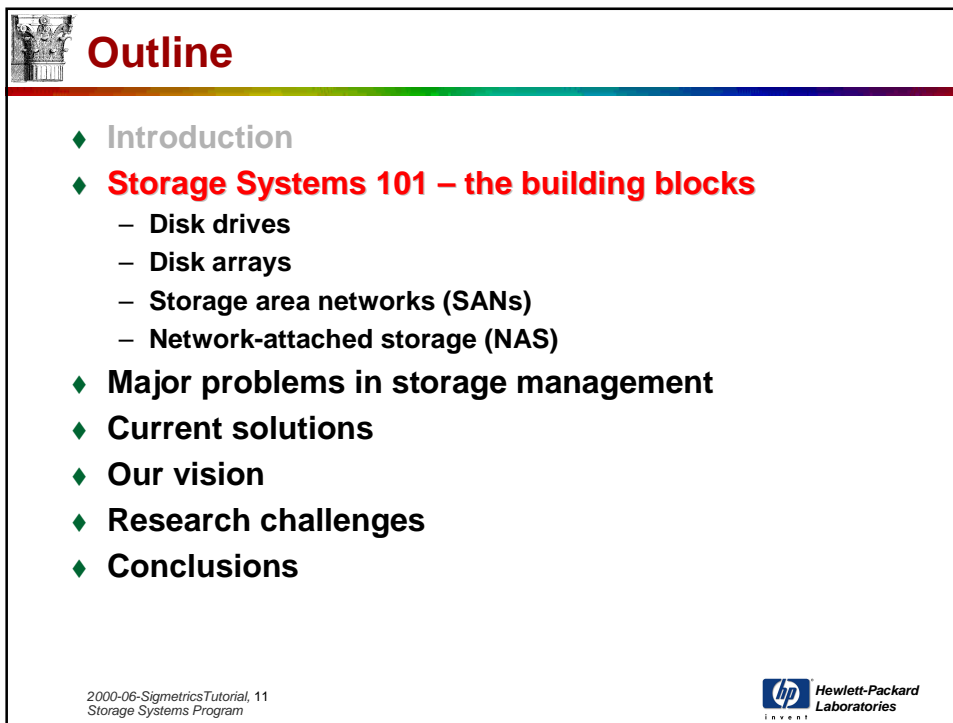 Outline
♦ Introduction
♦ Storage Systems 101 – the building blocks
– Disk drives
– Disk arrays
– Storage area networks (SANs)
– Network-attached storage (NAS)
♦ Major problems in storage management
♦ Current solutions
♦ Our vision
♦ Research challenges
♦ Conclusions
2000-06-SigmetricsTutorial, 11
Storage Systems Program
hp
invent
Hewlett-Packard
Laboratories